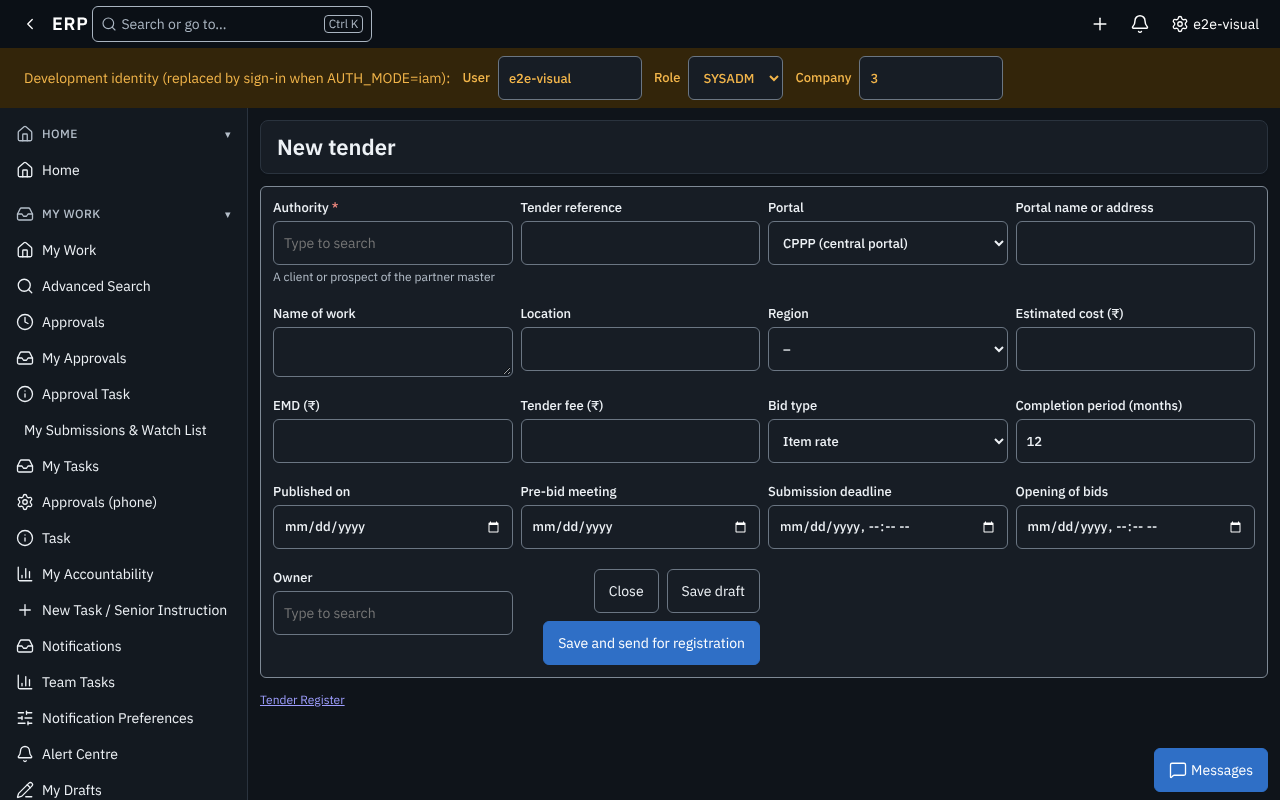 ERP Search or go to... Ctrl K e2e-visual
Development identity (replaced by sign-in when AUTH_MODE=iam): User e2e-visual Role SYSADM Company 3
HOME
Home
MY WORK
My Work
Advanced Search
Approvals
My Approvals
Approval Task
My Submissions & Watch List
My Tasks
Approvals (phone)
Task
My Accountability
New Task / Senior Instruction
Notifications
Team Tasks
Notification Preferences
Alert Centre
My Drafts
New tender
Authority * Tender reference Portal Portal name or address
Type to search CPPP (central portal)
A client or prospect of the partner master
Name of work Location Region Estimated cost (₹)
–
EMD (₹) Tender fee (₹) Bid type Completion period (months)
Item rate 12
Published on Pre-bid meeting Submission deadline Opening of bids
mm/dd/yyyy mm/dd/yyyy mm/dd/yyyy, --:-- -- mm/dd/yyyy, --:-- --
Owner
Type to search
Close Save draft
Save and send for registration
Tender Register
Messages